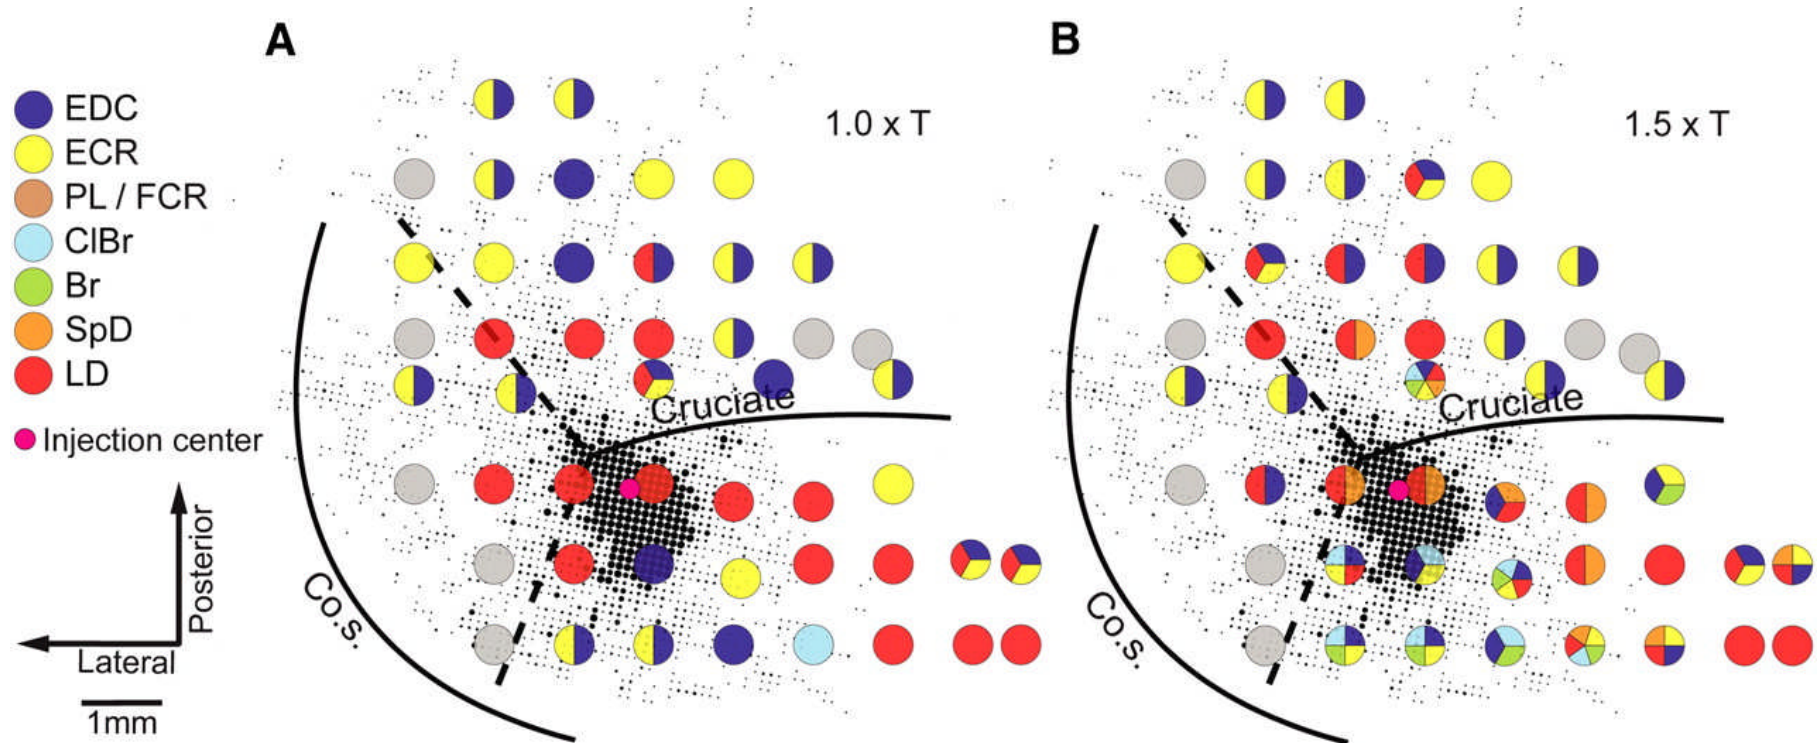 A
B
1.0 x T
1.5 x T
EDC
ECR
PL / FCR
ClBr
Br
SpD
LD
Injection center
Posterior
Lateral
1mm
Cruciate
Co.s.
Cruciate
Co.s.